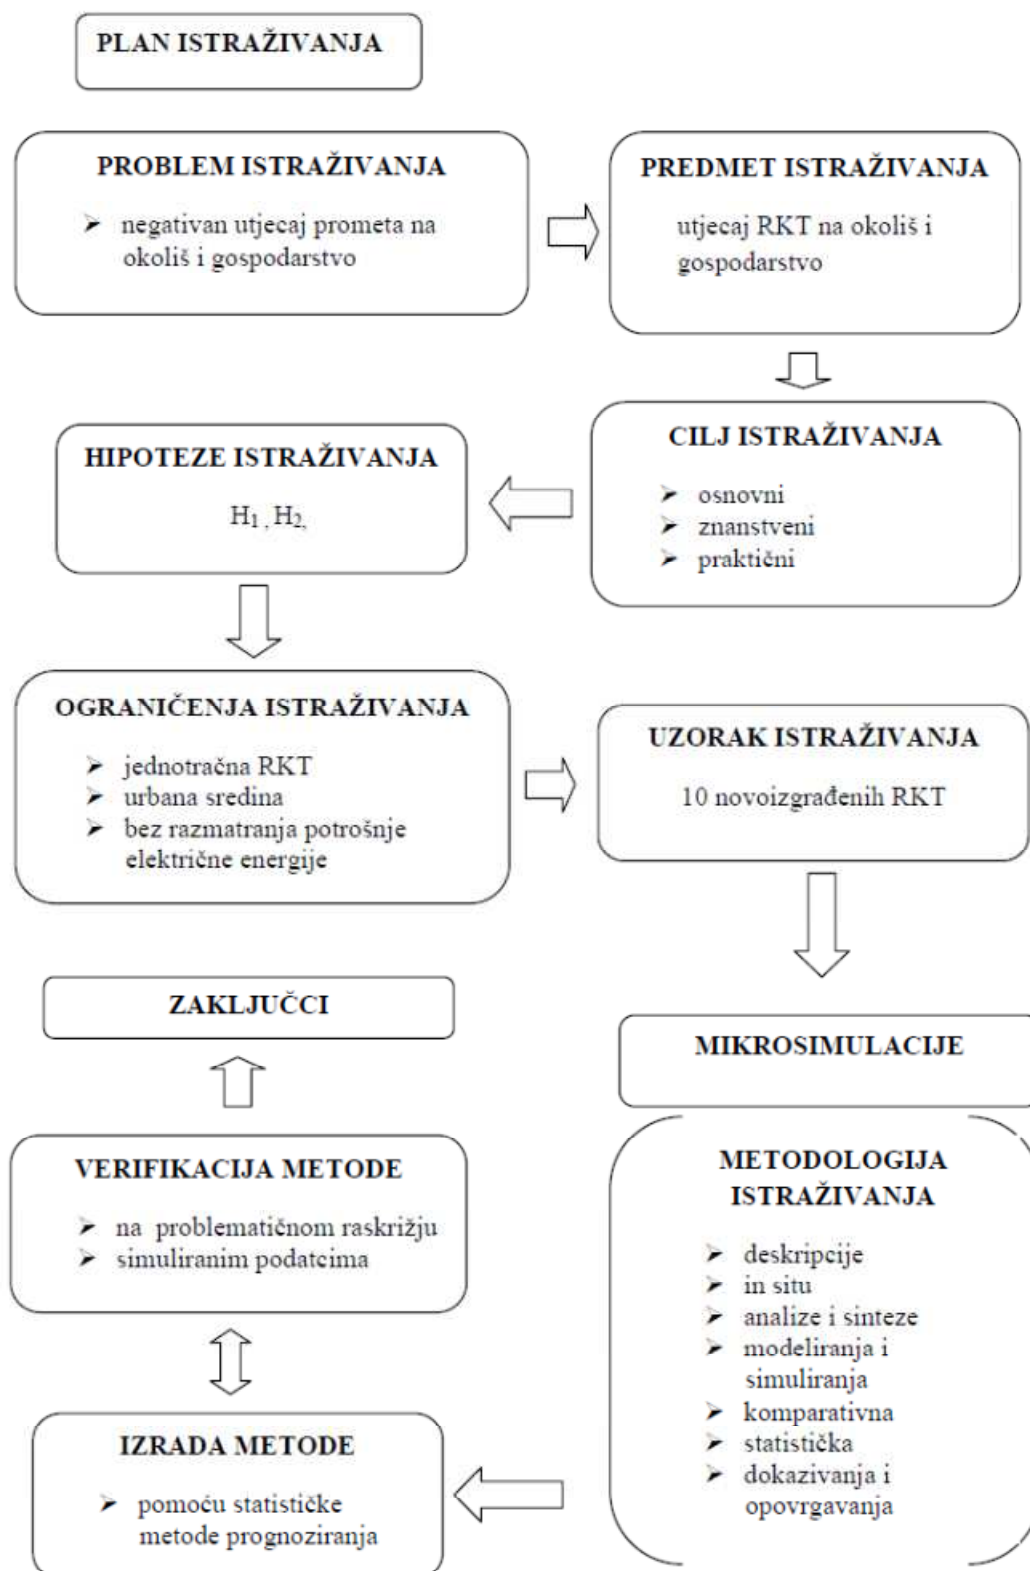 PLAN ISTRAŽIVANJA
PROBLEM ISTRAŽIVANJA
➢ negativan utjecaj prometa na
okoliš i gospodarstvo
PREDMET ISTRAŽIVANJA
utjecaj RKT na okoliš i
gospodarstvo
CILJ ISTRAŽIVANJA
➢ osnovni
➢ znanstveni
➢ praktični
HIPOTEZE ISTRAŽIVANJA
H1 , H2,
OGRANIČENJA ISTRAŽIVANJA
➢ jednotračna RKT
➢ urbana sredina
➢ bez razmatranja potrošnje
električne energije
UZORAK ISTRAŽIVANJA
10 novoizgrađenih RKT
MIKROSIMULACIJE
METODOLOGIJA
ISTRAŽIVANJA
➢ deskripcije
➢ in situ
➢ analize i sinteze
➢ modeliranja i
simuliranja
➢ komparativna
➢ statistička
➢ dokazivanja i
opovrgavanja
IZRADA METODE
➢ pomoću statističke
metode prognoziranja
VERIFIKACIJA METODE
➢ na problematičnom raskrižju
➢ simuliranim podatcima
ZAKLJUČCI